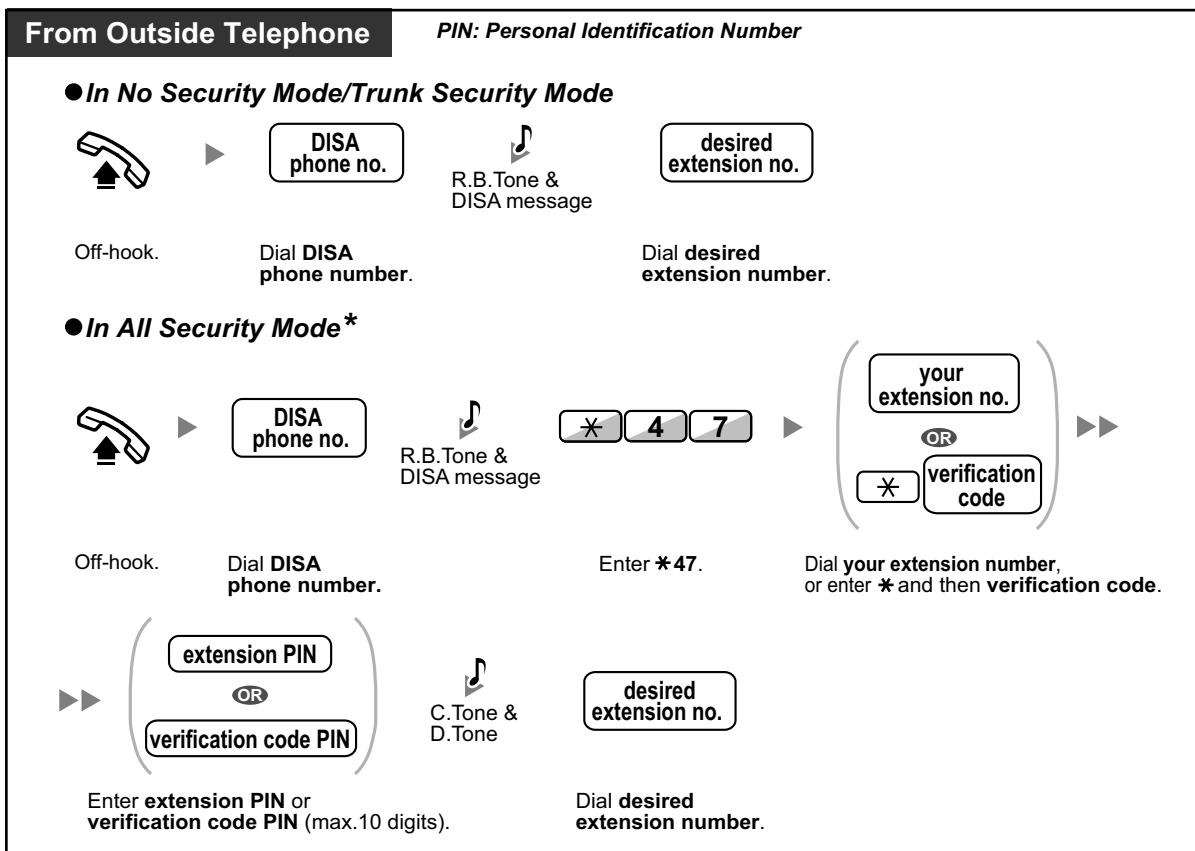 From Outside Telephone
PIN: Personal Identification Number
●In No Security Mode/Trunk Security Mode
DISA
phone no.
R.B.Tone &
DISA message
desired
extension no.
Off-hook.
Dial DISA
phone number.
Dial desired
extension number.
●In All Security Mode*
DISA
phone no.
R.B.Tone &
DISA message
* 4 7
your
extension no.
OR
* verification
code
Off-hook.
Dial DISA
phone number.
Enter *47.
Dial your extension number,
or enter * and then verification code.
extension PIN
OR
verification code PIN
C.Tone &
D.Tone
desired
extension no.
Enter extension PIN or
verification code PIN (max.10 digits).
Dial desired
extension number.